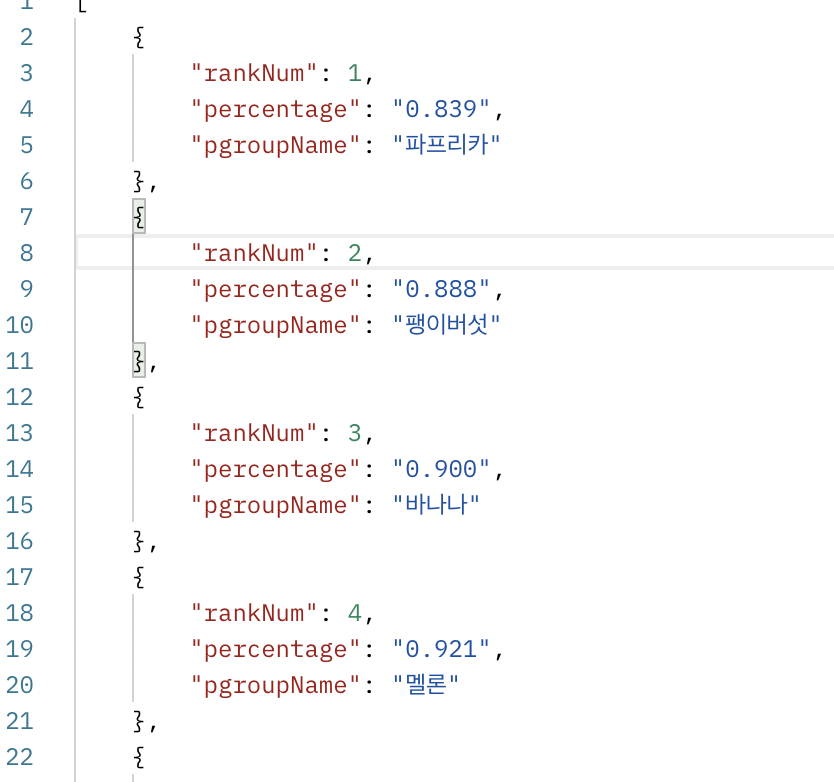 1 [
2 {
3 "rankNum": 1,
4 "percentage": "0.839",
5 "pgroupName": "파프리카"
6 },
7 {
8 "rankNum": 2,
9 "percentage": "0.888",
10 "pgroupName": "팽이버섯"
11 },
12 {
13 "rankNum": 3,
14 "percentage": "0.900",
15 "pgroupName": "바나나"
16 },
17 {
18 "rankNum": 4,
19 "percentage": "0.921",
20 "pgroupName": "멜론"
21 },
22 {